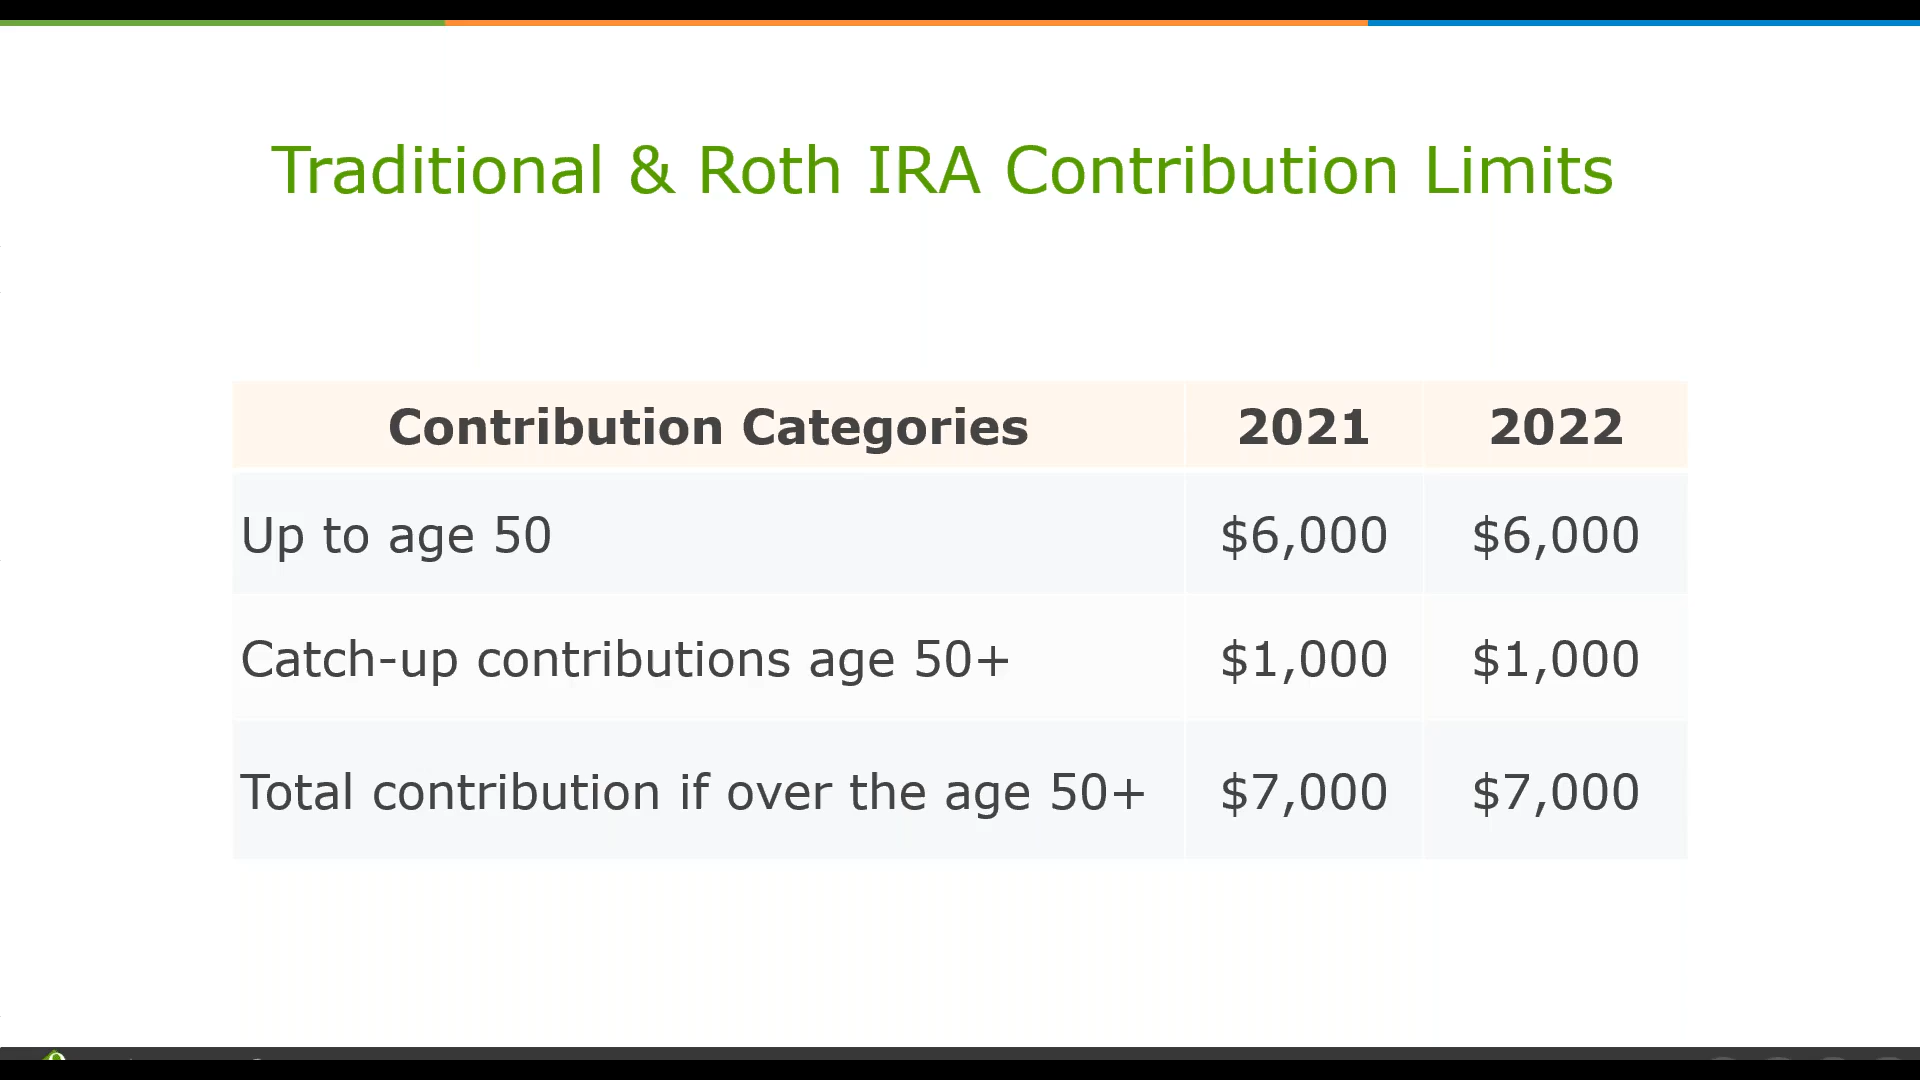 Traditional & Roth IRA Contribution Limits
Contribution Categories 2021 2022
Up to age 50 $6,000 $6,000
Catch-up contributions age 50+ $1,000 $1,000
Total contribution if over the age 50+ $7,000 $7,000